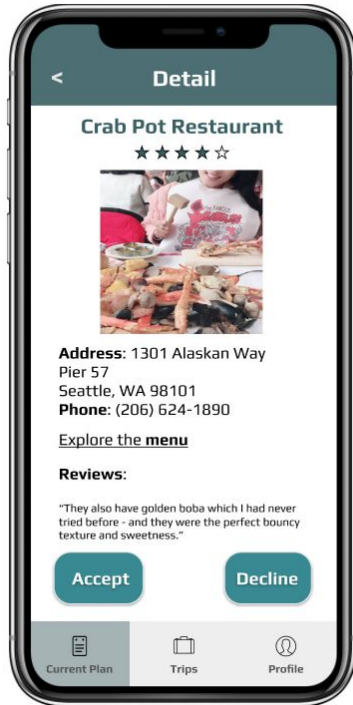 <
Detail
Crab Pot Restaurant
Address: 1301 Alaskan Way
Pier 57
Seattle, WA 98101
Phone: (206) 624-1890
Explore the menu
Reviews:
“They also have golden boba which I had never
tried before - and they were the perfect bouncy
texture and sweetness.”
Accept
Decline
Current Plan
Trips
Profile